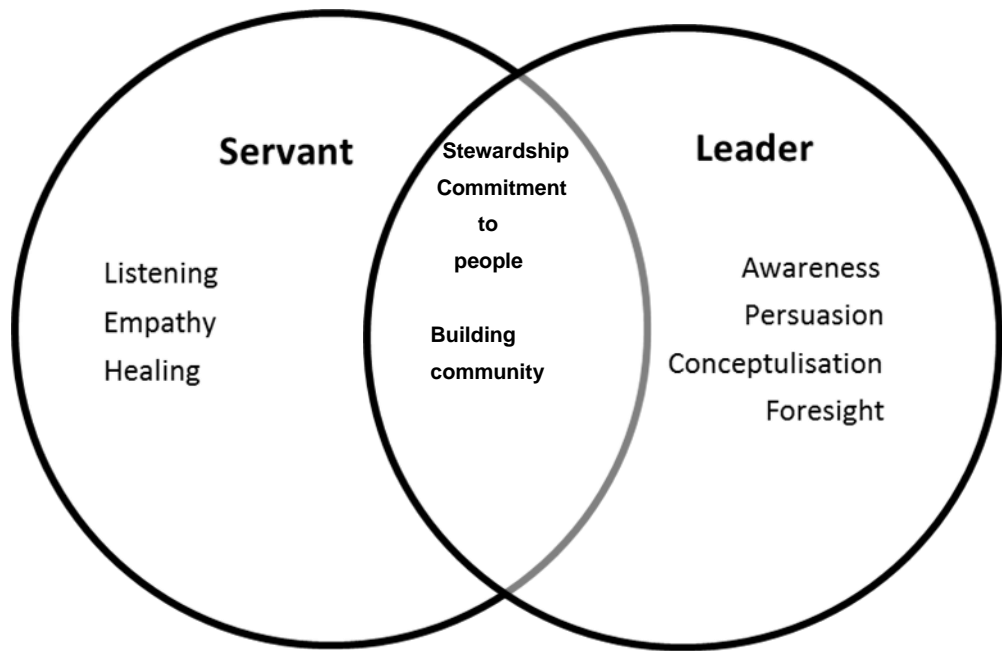 Servant
Listening
Empathy
Healing
Stewardship
Commitment
to
people
Building
community
Leader
Awareness
Persuasion
Conceptulisation
Foresight